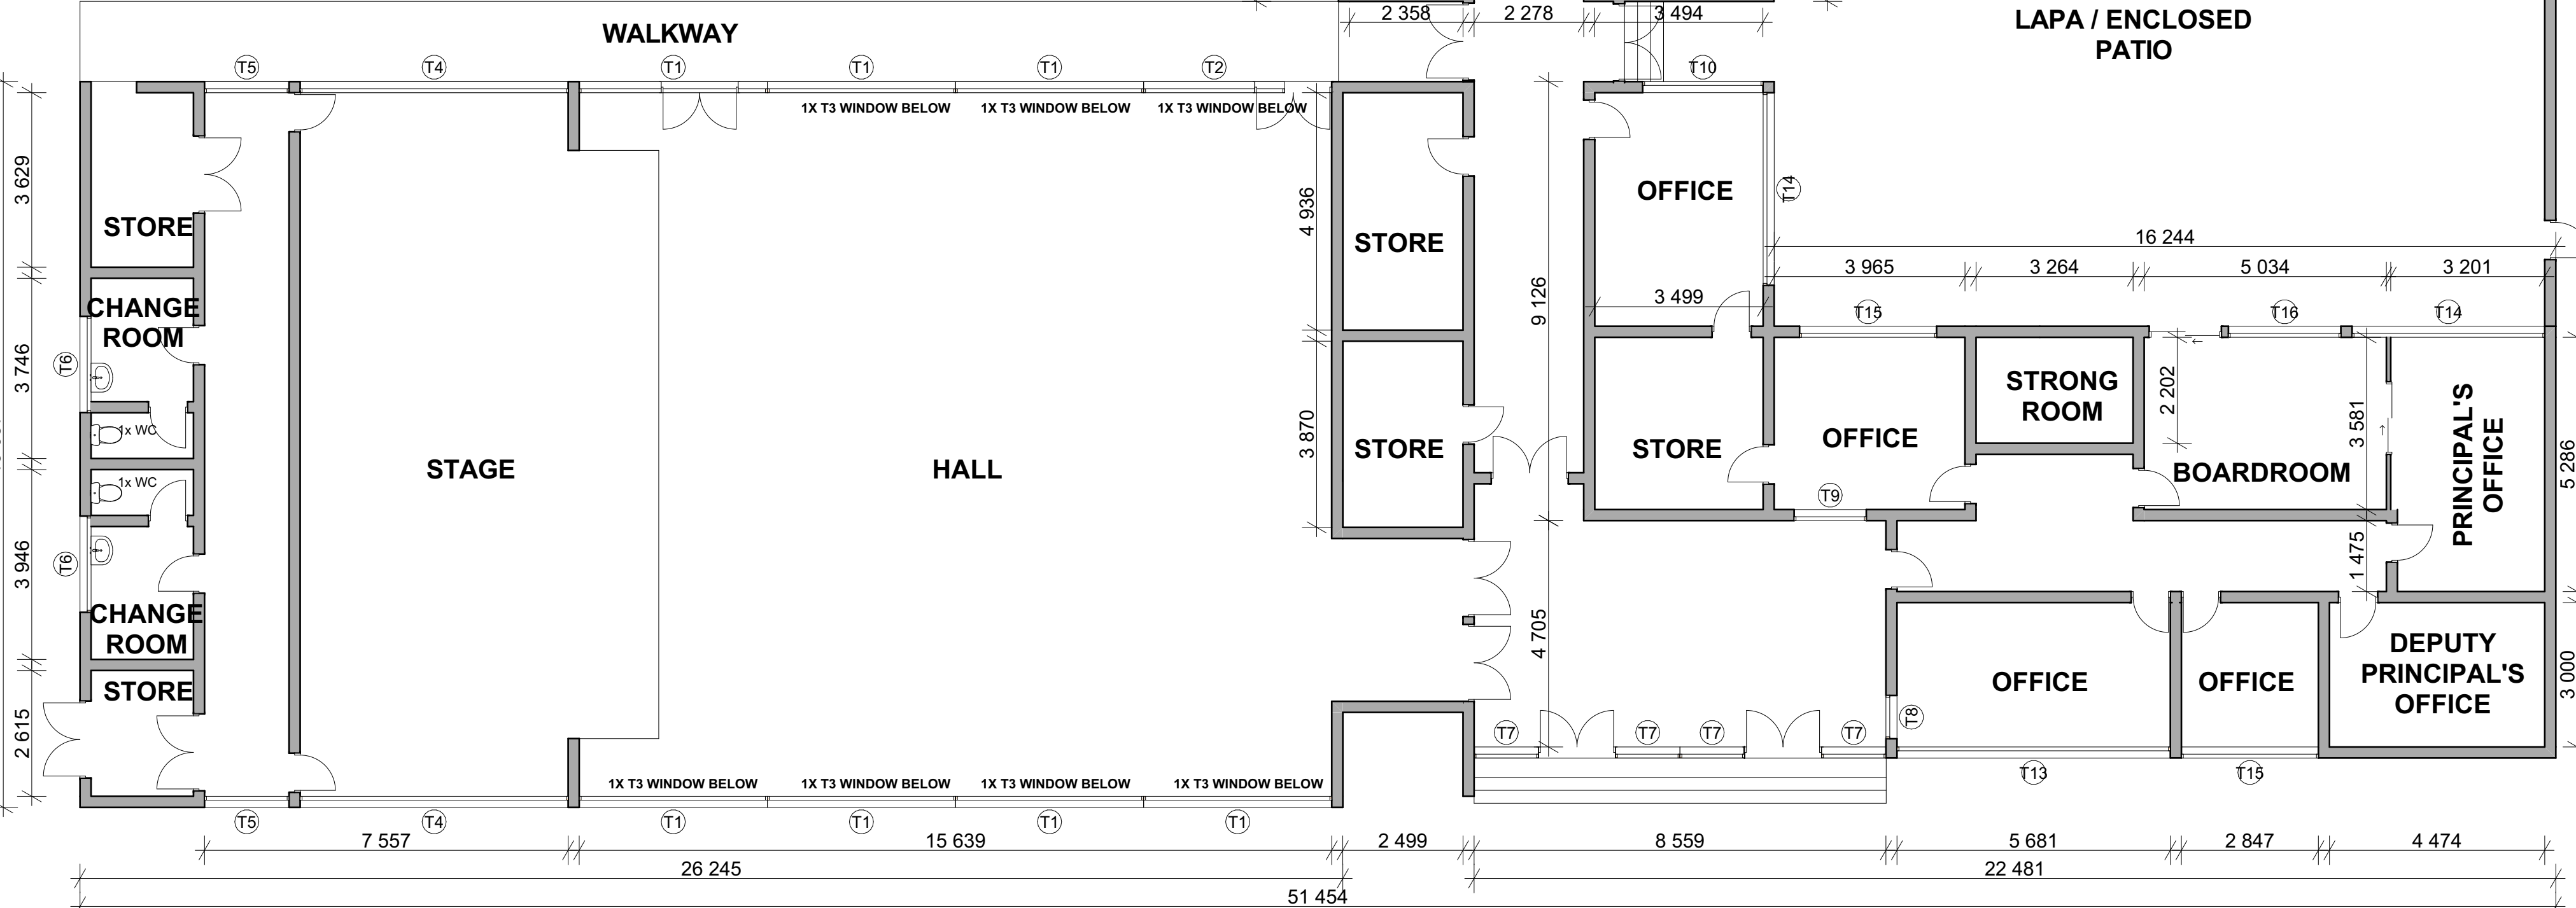 2 358
2 278
3 494
WALKWAY
LAPA / ENCLOSED
PATIO
T5
T4
T1
T1
T1
T2
T10
1X T3 WINDOW BELOW
1X T3 WINDOW BELOW
1X T3 WINDOW BELOW
3 629
STORE
4 936
STORE
OFFICE
T14
16 244
3 965
3 264
5 034
3 201
9 126
3 499
CHANGE
ROOM
T6
3 746
1x WC
T15
T16
T14
STRONG
ROOM
2 202
3 581
PRINCIPAL'S
OFFICE
5 286
STAGE
HALL
3 870
STORE
STORE
OFFICE
BOARDROOM
1x WC
T9
3 946
T6
CHANGE
ROOM
1 475
4 705
STORE
2 615
T7
T7
T7
T7
T8
OFFICE
OFFICE
DEPUTY
PRINCIPAL'S
OFFICE
3 000
1X T3 WINDOW BELOW
1X T3 WINDOW BELOW
1X T3 WINDOW BELOW
1X T3 WINDOW BELOW
T13
T15
T5
T4
T1
T1
T1
T1
7 557
15 639
2 499
8 559
5 681
2 847
4 474
26 245
22 481
51 454